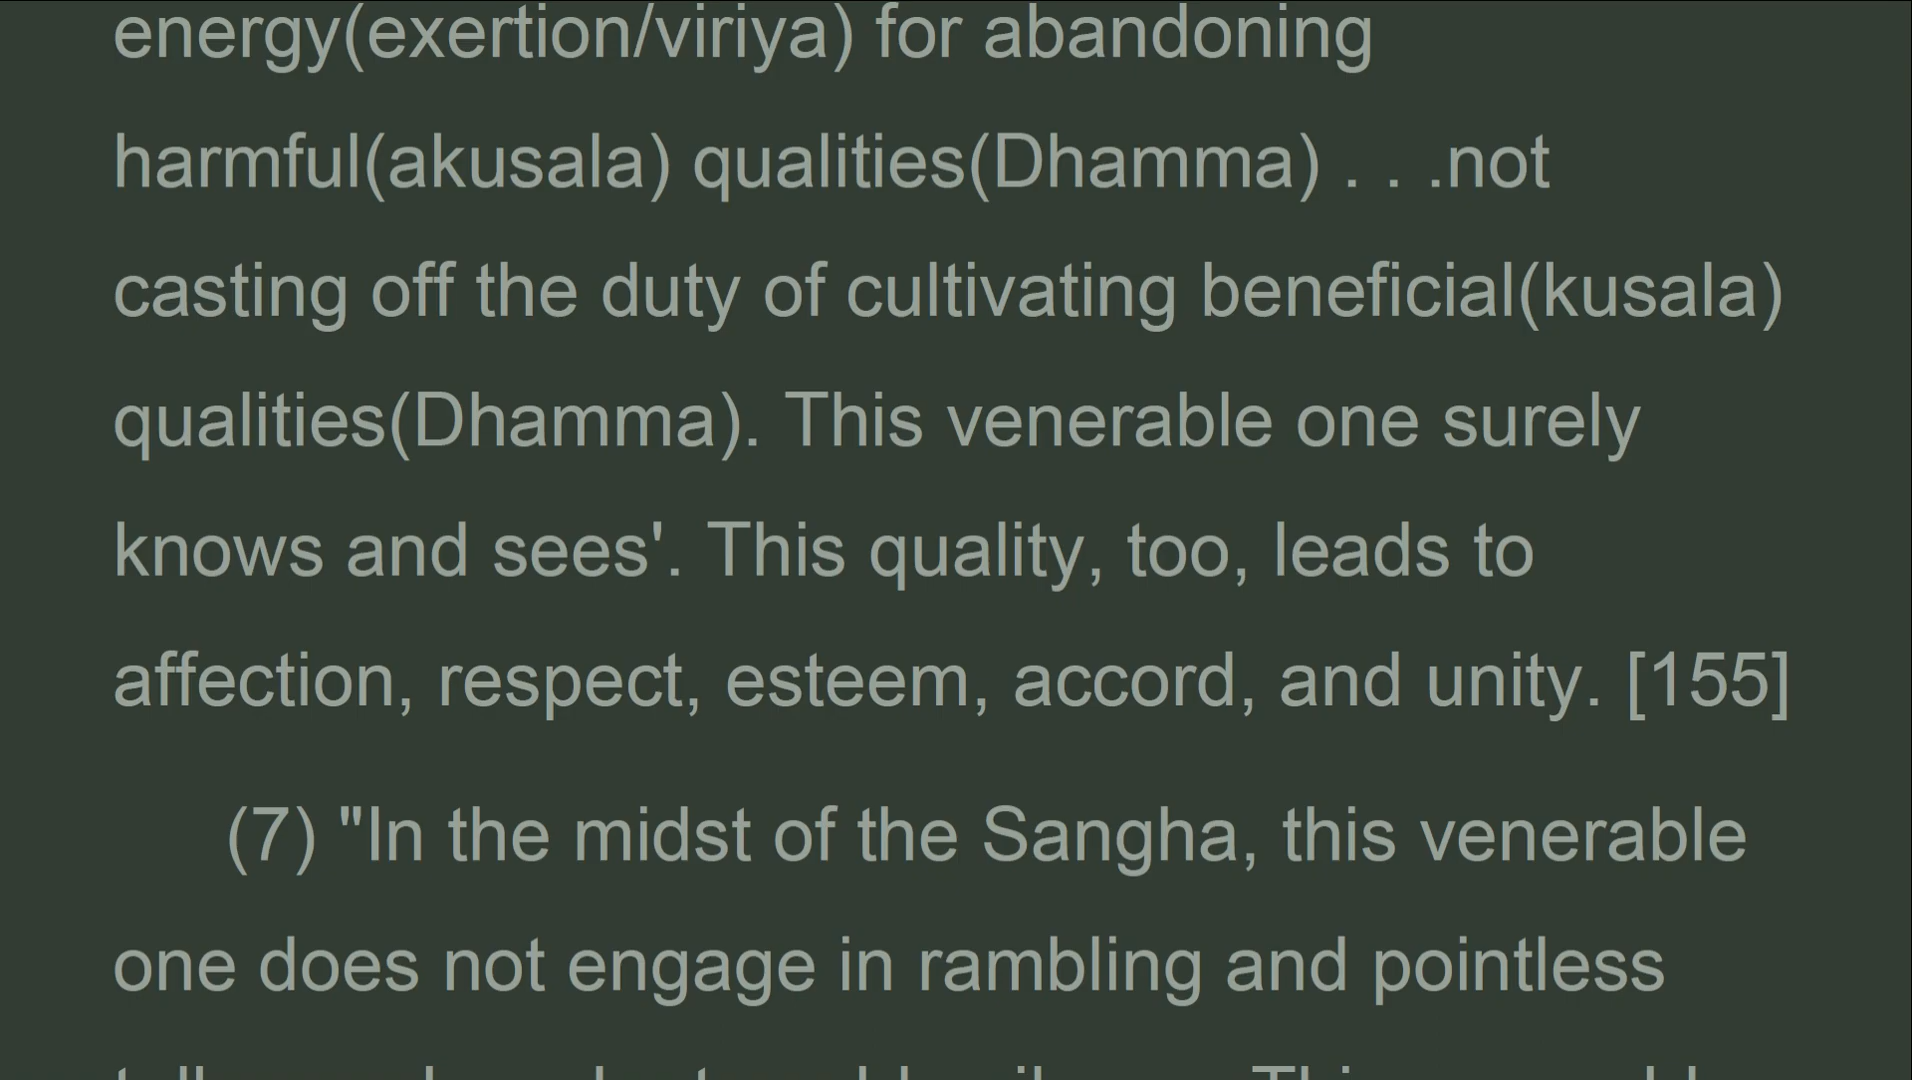 energy(exertion/viriya) for abandoning
harmful(akusala) qualities(Dhamma) . . .not
casting off the duty of cultivating beneficial(kusala)
qualities(Dhamma). This venerable one surely
knows and sees'. This quality, too, leads to
affection, respect, esteem, accord, and unity. [155]
(7) "In the midst of the Sangha, this venerable
one does not engage in rambling and pointless